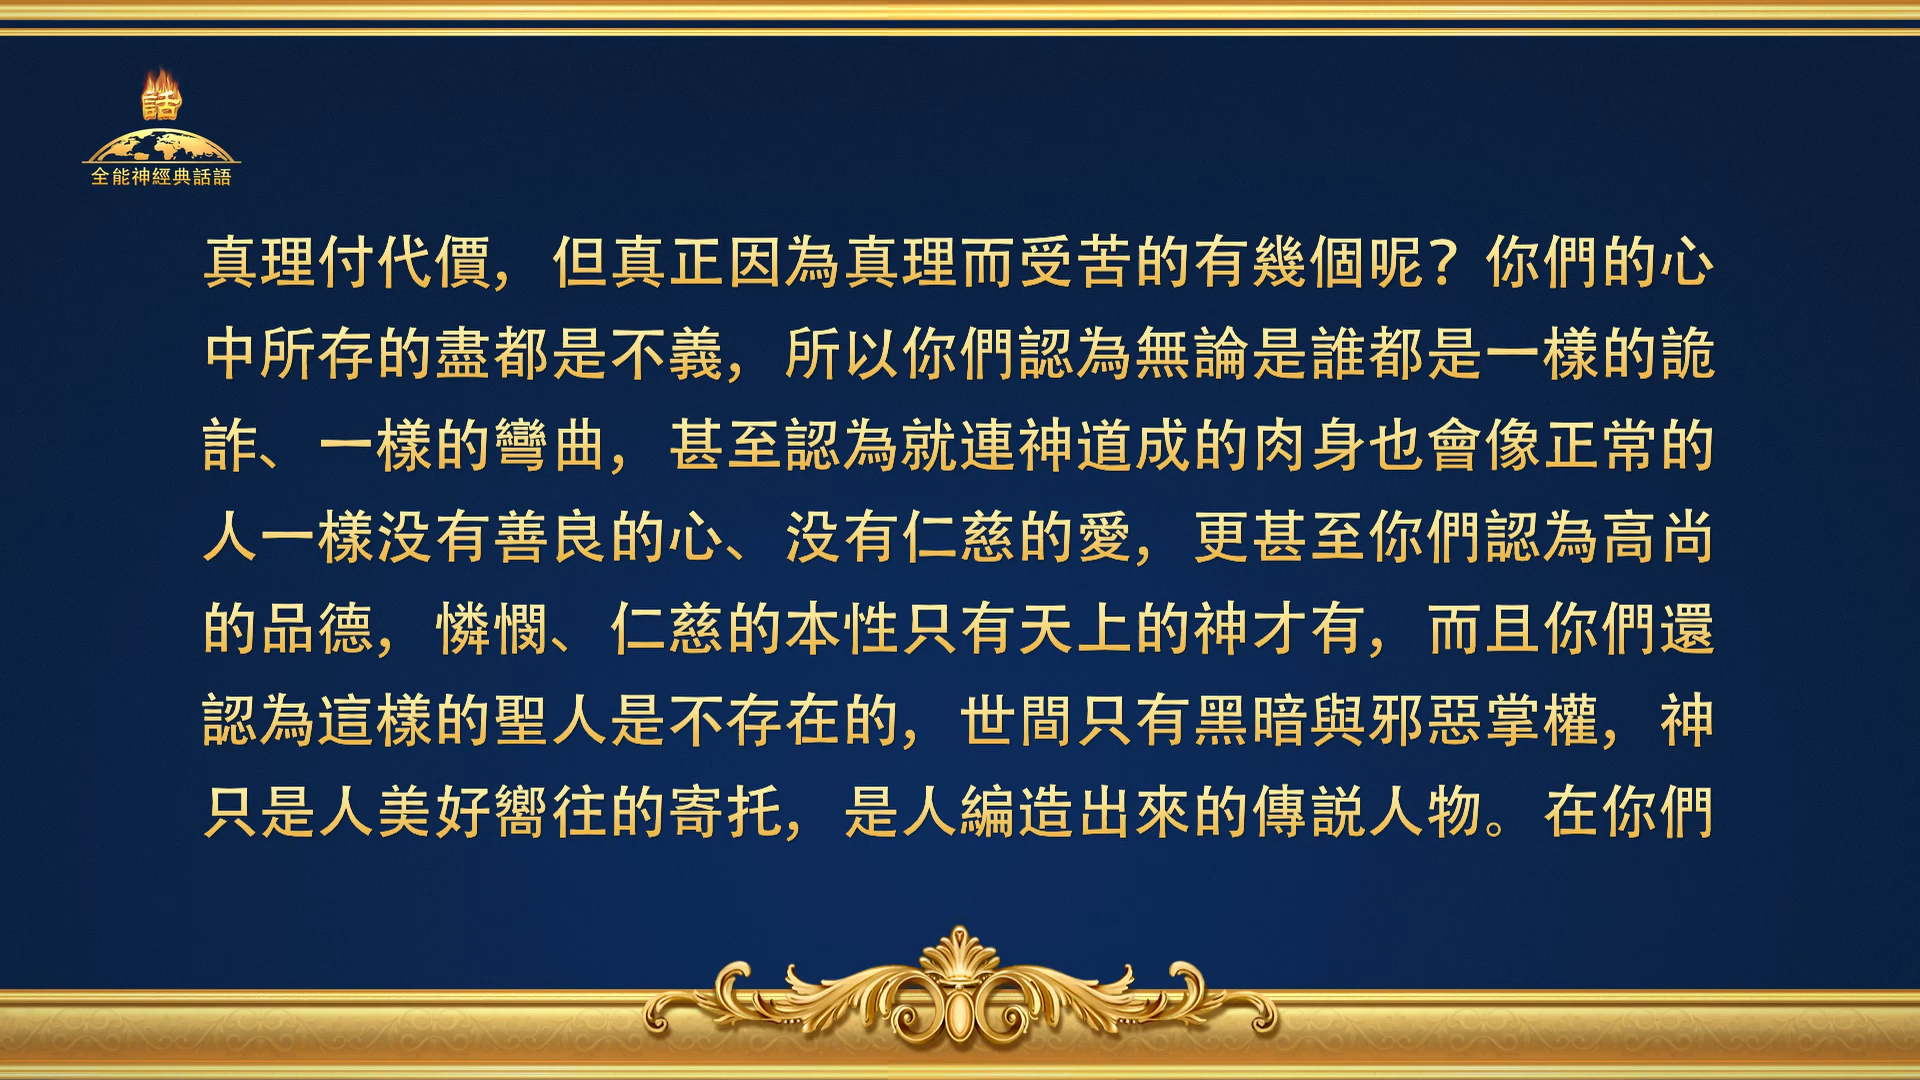 話
全能神經典話語
真理付代價，但真正因為真理而受苦的有幾個呢？你們的心
中所存的盡都是不義，所以你們認為無論是誰都是一樣的詭
詐、一樣的彎曲，甚至認為就連神道成的肉身也會像正常的
人一樣没有善良的心、没有仁慈的愛，更甚至你們認為高尚
的品德，憐憫、仁慈的本性只有天上的神才有，而且你們還
認為這樣的聖人是不存在的，世間只有黑暗與邪惡掌權，神
只是人美好嚮往的寄托，是人編造出來的傳説人物。在你們